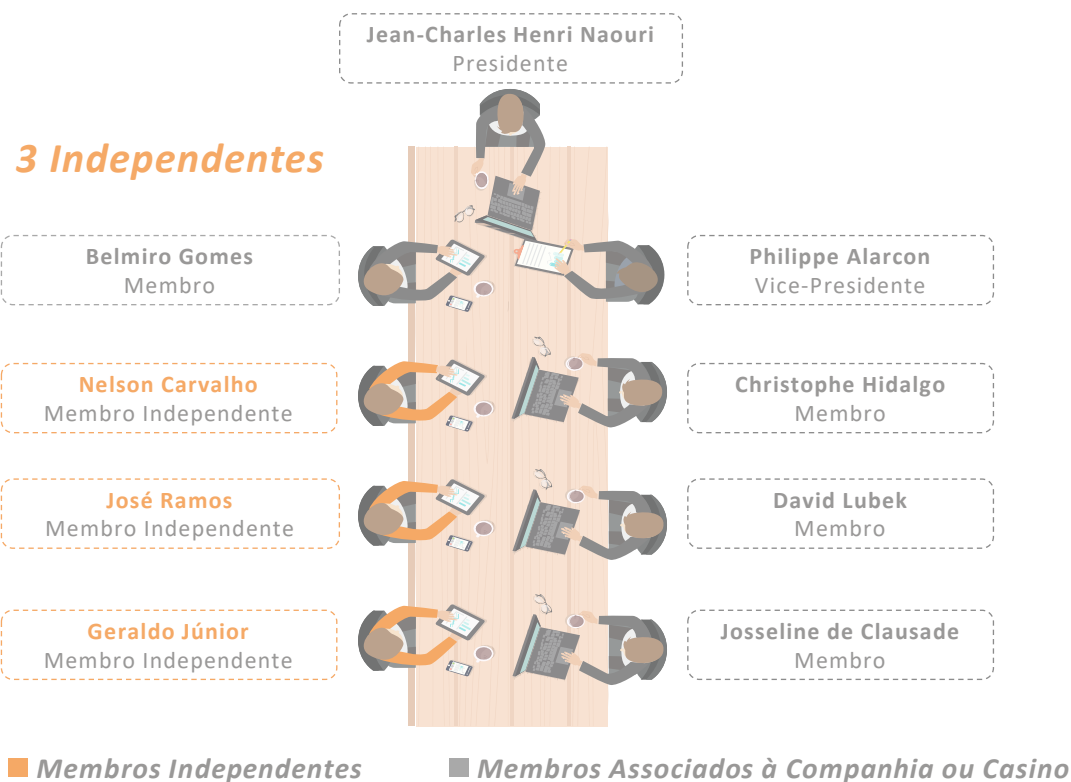 Jean-Charles Henri Naouri
Presidente
3 Independentes
Belmiro Gomes
Membro
Philippe Alarcon
Vice-Presidente
Nelson Carvalho
Membro Independente
Christophe Hidalgo
Membro
José Ramos
Membro Independente
David Lubek
Membro
Geraldo Júnior
Membro Independente
Josseline de Clausade
Membro
Membros Independentes
Membros Associados à Companhia ou Casino